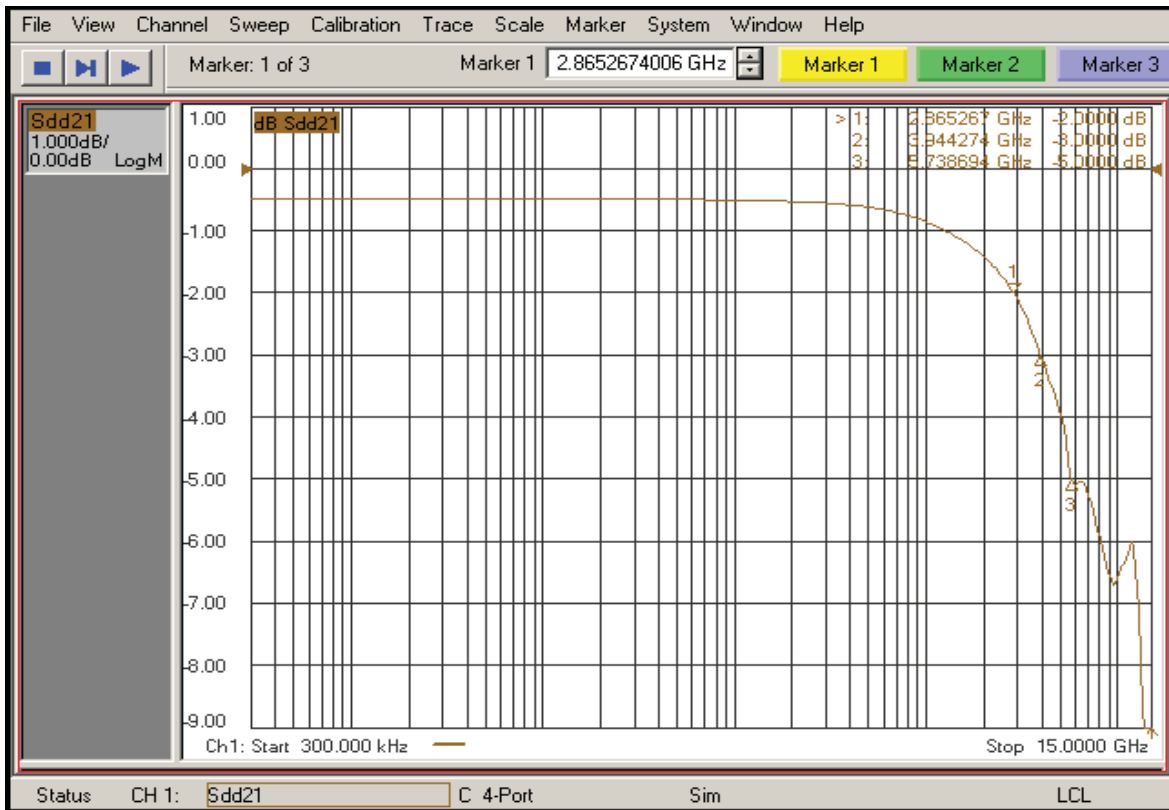 File View Channel Sweep Calibration Trace Scale Marker System Window Help
Marker: 1 of 3 Marker 1 2.8652674006 GHz Marker 1 Marker 2 Marker 3
Sdd21
1.000dB/
0.00dB LogM
dB Sdd21
> 1: 2.865267 GHz -2.0000 dB
2: 3.944274 GHz -3.0000 dB
3: 5.738694 GHz -5.0000 dB
1.00
0.00
-1.00
-2.00
-3.00
-4.00
-5.00
-6.00
-7.00
-8.00
-9.00
1
2
3
Ch1: Start 300.000 kHz Stop 15.0000 GHz
Status CH 1: Sdd21 C 4-Port Sim LCL